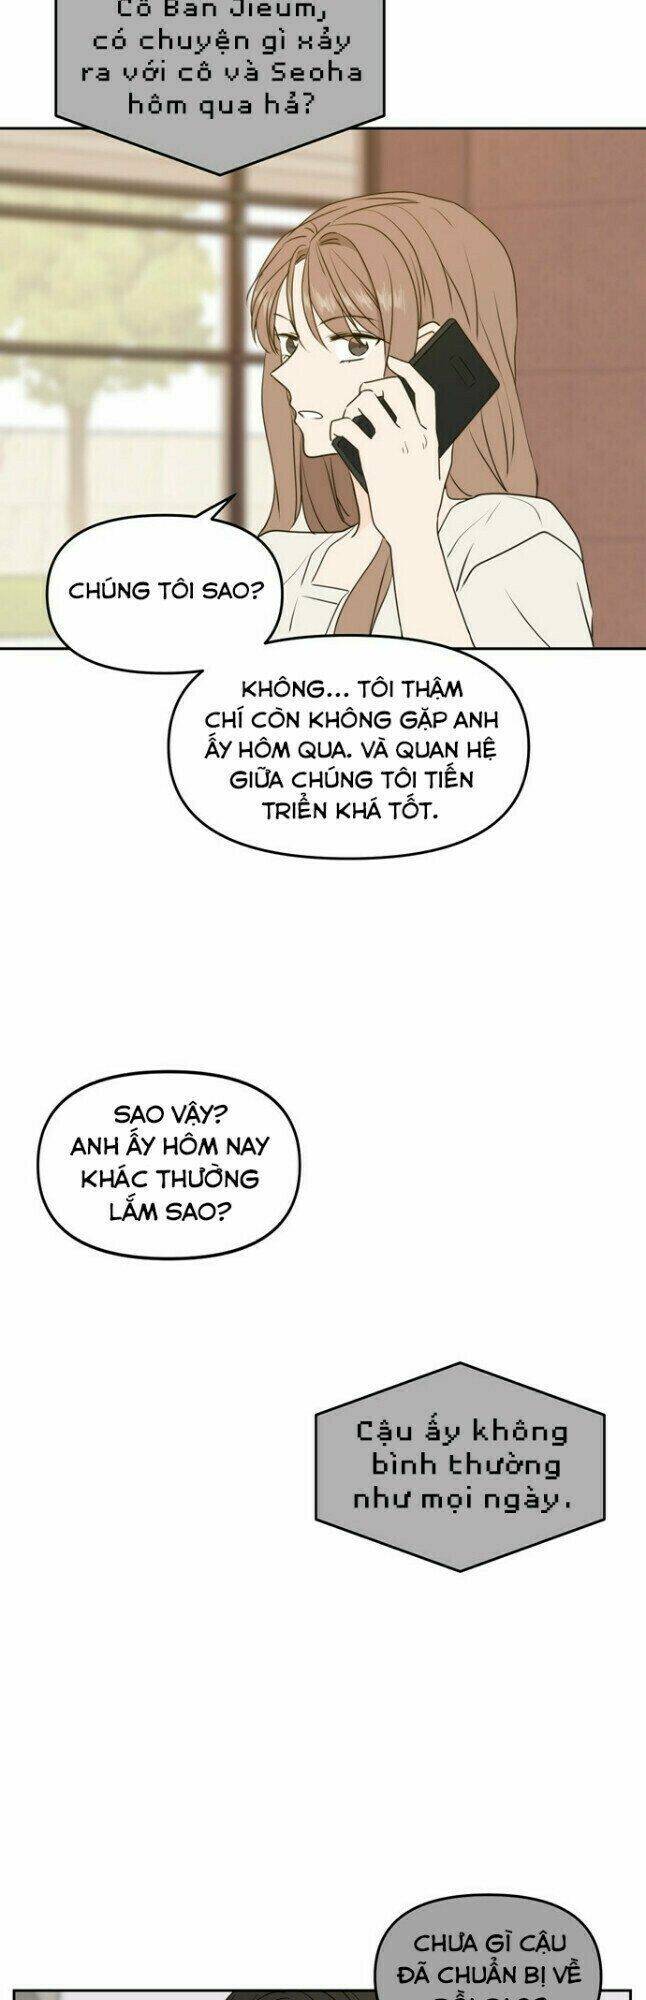 Cô Ban Jieum,
có chuyện gì xảy
ra với cô và Seoha
hôm qua hả?
CHÚNG TÔI SAO?
KHÔNG... TÔI THẬM
CHÍ CÒN KHÔNG GẶP ANH
ẤY HÔM QUA. VÀ QUAN HỆ
GIỮA CHÚNG TÔI TIẾN
TRIỂN KHÁ TỐT.
SAO VẬY?
ANH ẤY HÔM NAY
KHÁC THƯỜNG
LẮM SAO?
Cậu ấy không
bình thường
như mọi ngày.
CHƯA GÌ CẬU
ĐÃ CHUẨN BỊ VỀ